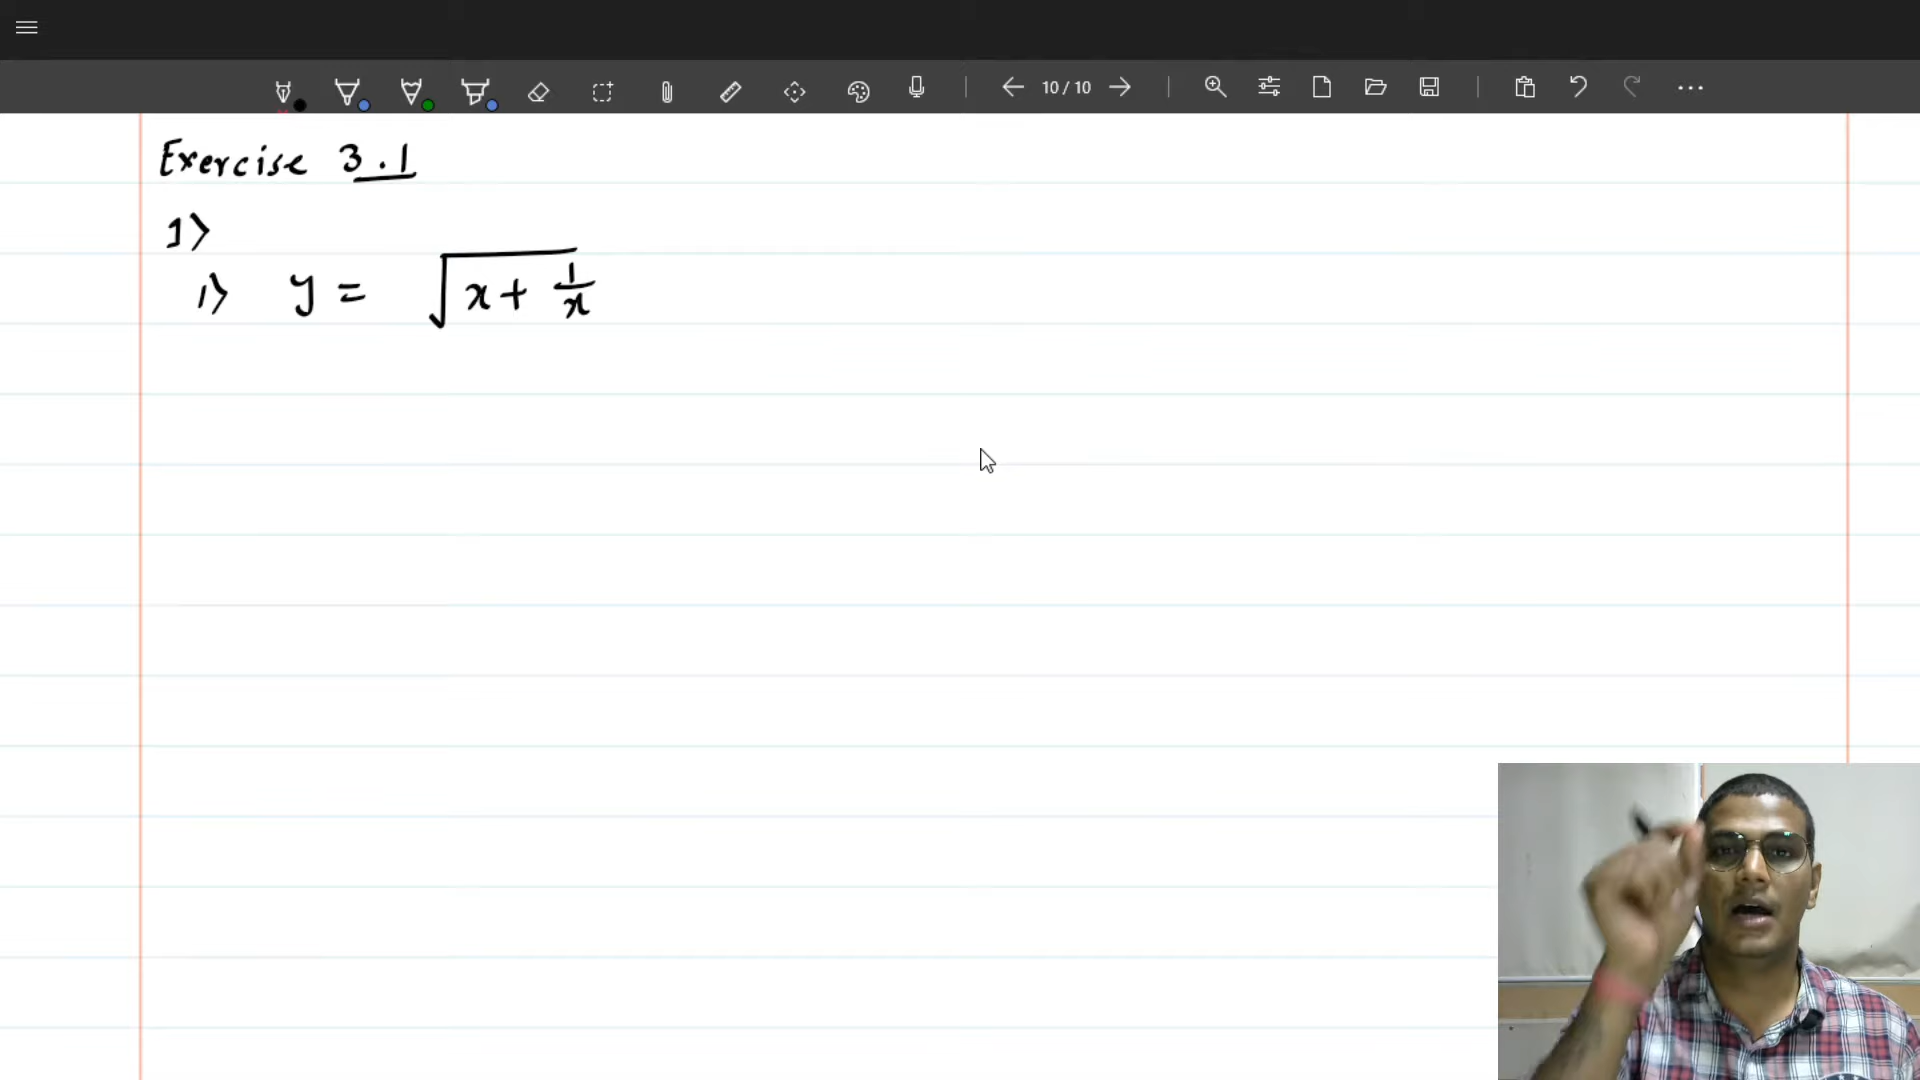 10 / 10
Exercise 3.1
1>
1> y = √x + 1/x